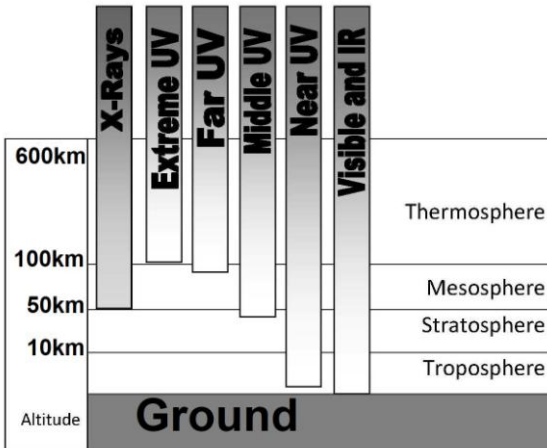 X-Rays
Extreme UV
Far UV
Middle UV
Near UV
Visible and IR
600km
Thermosphere
100km
Mesosphere
50km
Stratosphere
10km
Troposphere
Altitude
Ground